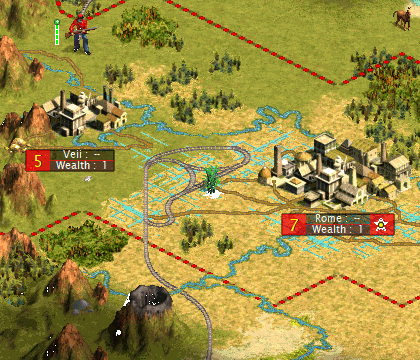 5
Veii : --
Wealth : 1
7
Rome : --
Wealth : 1